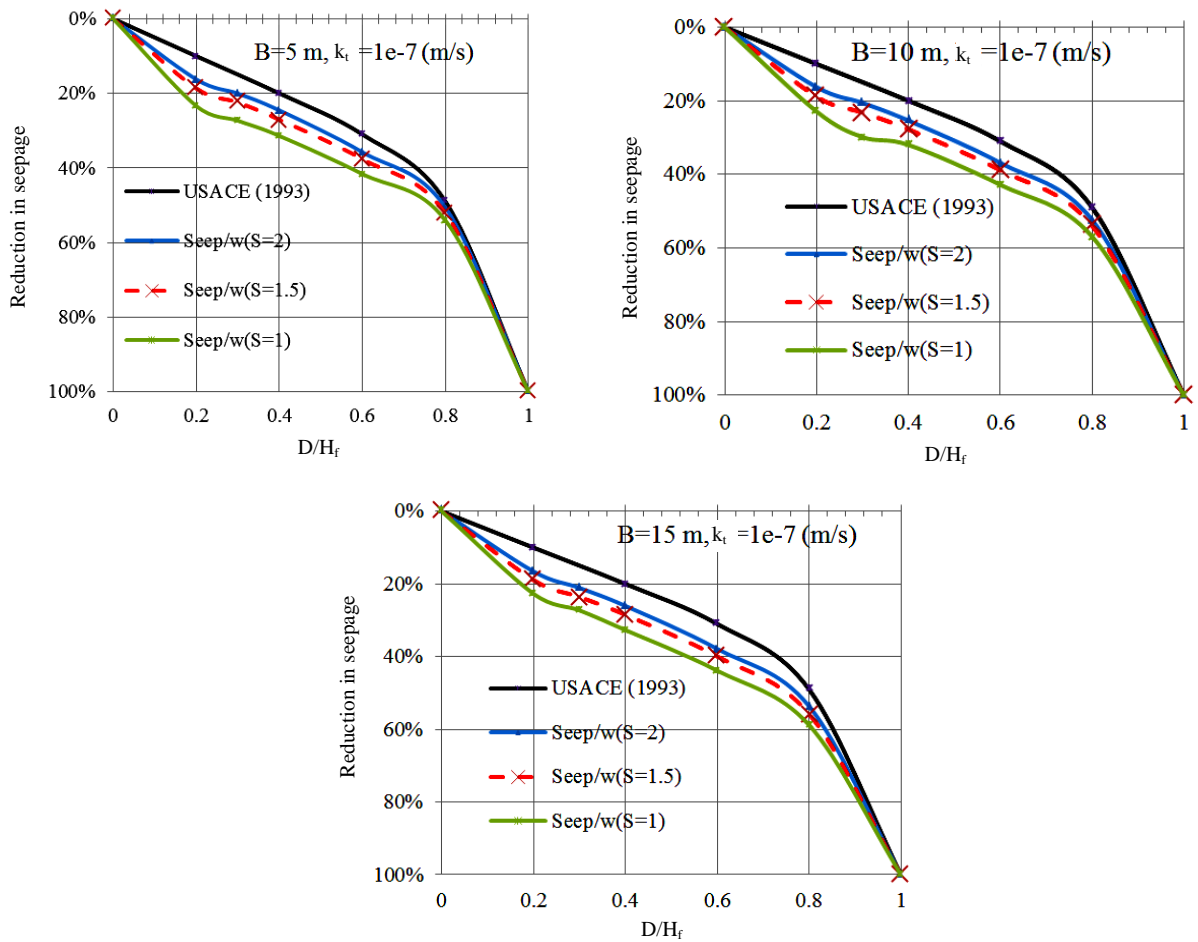 B=5 m, kt =1e-7 (m/s)
Reduction in seepage
0%
20%
40%
60%
80%
100%
USACE (1993)
Seep/w(S=2)
Seep/w(S=1.5)
Seep/w(S=1)
0 0.2 0.4 0.6 0.8 1
D/Hf
B=10 m, kt =1e-7 (m/s)
Reduction in seepage
0%
20%
40%
60%
80%
100%
USACE (1993)
Seep/w(S=2)
Seep/w(S=1.5)
Seep/w(S=1)
0 0.2 0.4 0.6 0.8 1
D/Hf
B=15 m, kt =1e-7 (m/s)
Reduction in seepage
0%
20%
40%
60%
80%
100%
USACE (1993)
Seep/w(S=2)
Seep/w(S=1.5)
Seep/w(S=1)
0 0.2 0.4 0.6 0.8 1
D/Hf